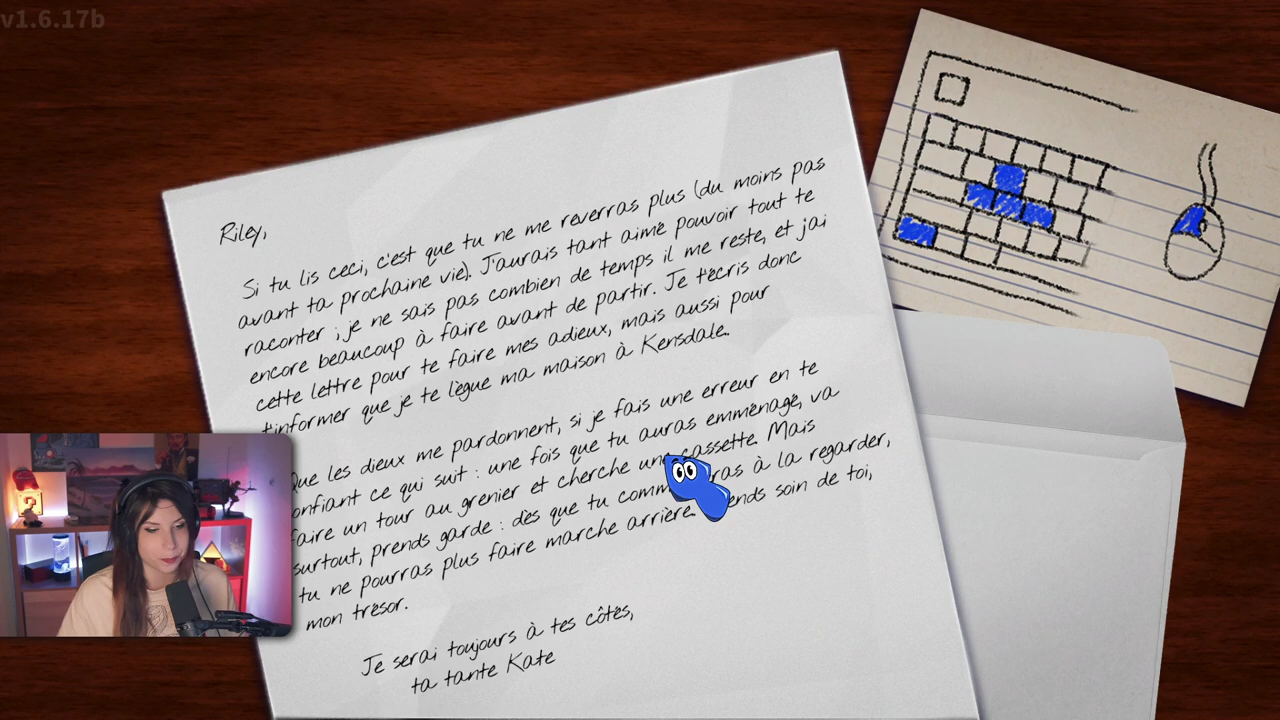 v1.6.17b
Riley,
Si tu lis ceci, c'est que tu ne me reverras plus (du moins pas
avant ta prochaine vie). J'aurais tant aimé pouvoir tout te
raconter ; je ne sais pas combien de temps il me reste, et j'ai
encore beaucoup à faire avant de partir. Je t'écris donc
cette lettre pour te faire mes adieux, mais aussi pour
t'informer que je te lègue ma maison à Kensdale.
Que les dieux me pardonnent, si je fais une erreur en te
onfiant ce qui suit : une fois que tu auras emménagé, va
faire un tour au grenier et cherche une cassette. Mais
surtout, prends garde : dès que tu comm ras à la regarder,
tu ne pourras plus faire marche arrière. ends soin de toi,
mon trésor.
Je serai toujours à tes côtés,
ta tante Kate